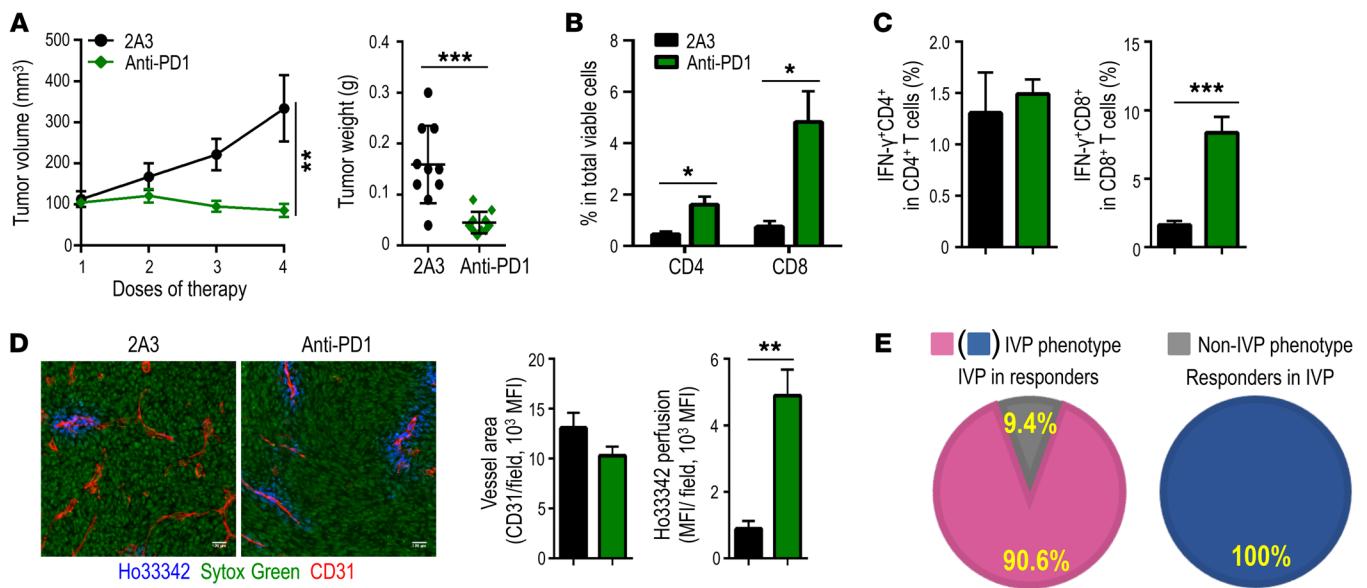 A
2A3
Anti-PD1
Tumor volume (mm³)
500
400
300
200
100
0
1
2
3
4
Doses of therapy
**
Tumor weight (g)
0.4
0.3
0.2
0.1
0
***
2A3
Anti-PD1
B
2A3
Anti-PD1
% in total viable cells
8
6
4
2
0
*
*
CD4
CD8
C
IFN-γ⁺CD4⁺
in CD4⁺ T cells (%)
2.0
1.5
1.0
0.5
0
IFN-γ⁺CD8⁺
in CD8⁺ T cells (%)
15
10
5
0
***
D
2A3
Anti-PD1
Ho33342 Sytox Green CD31
Vessel area
(CD31/field, 10³ MFI)
20
15
10
5
0
Ho33342 perfusion
(MFI/ field, 10³ MFI)
6
4
2
0
**
E
( ) IVP phenotype
Non-IVP phenotype
IVP in responders
Responders in IVP
9.4%
90.6%
100%